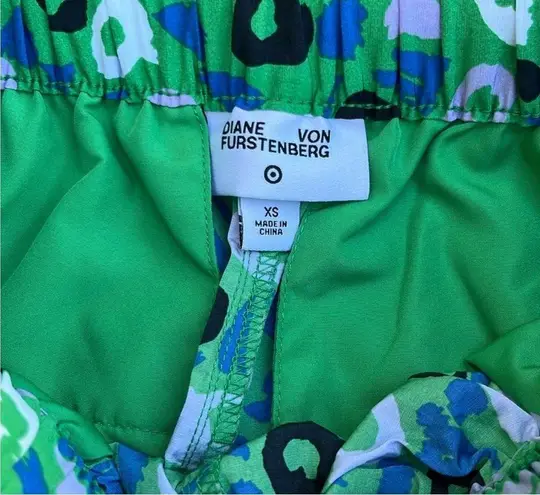 DIANE VON
FURSTENBERG
XS
MADE IN
CHINA